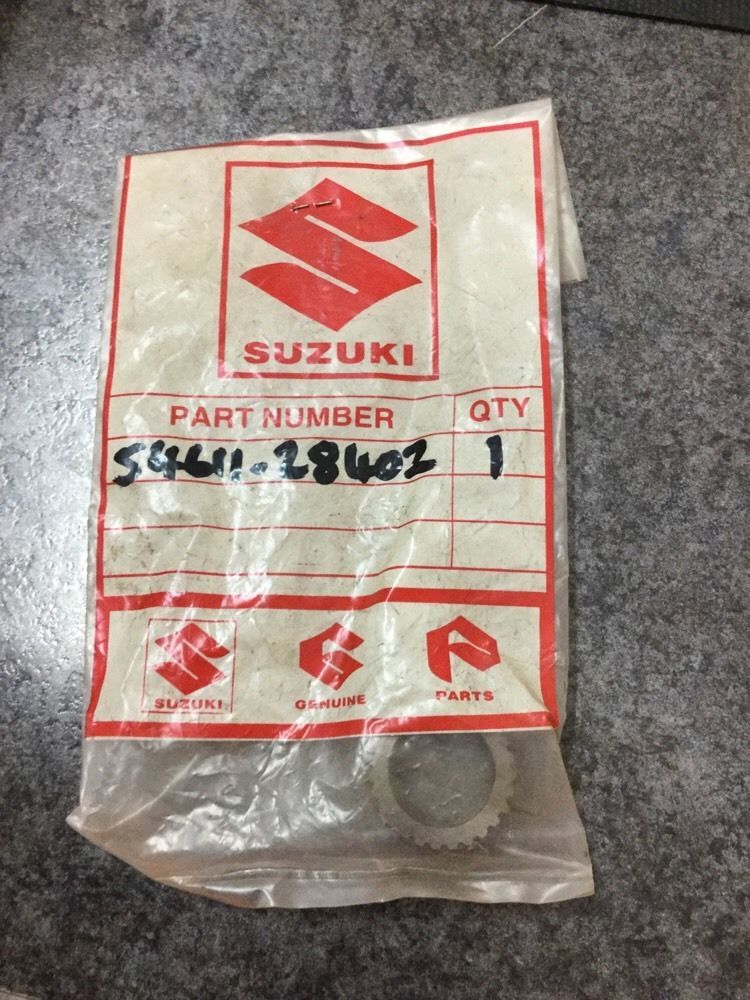 SUZUKI
PART NUMBER QTY
54611-28402 1
SUZUKI GENUINE PARTS